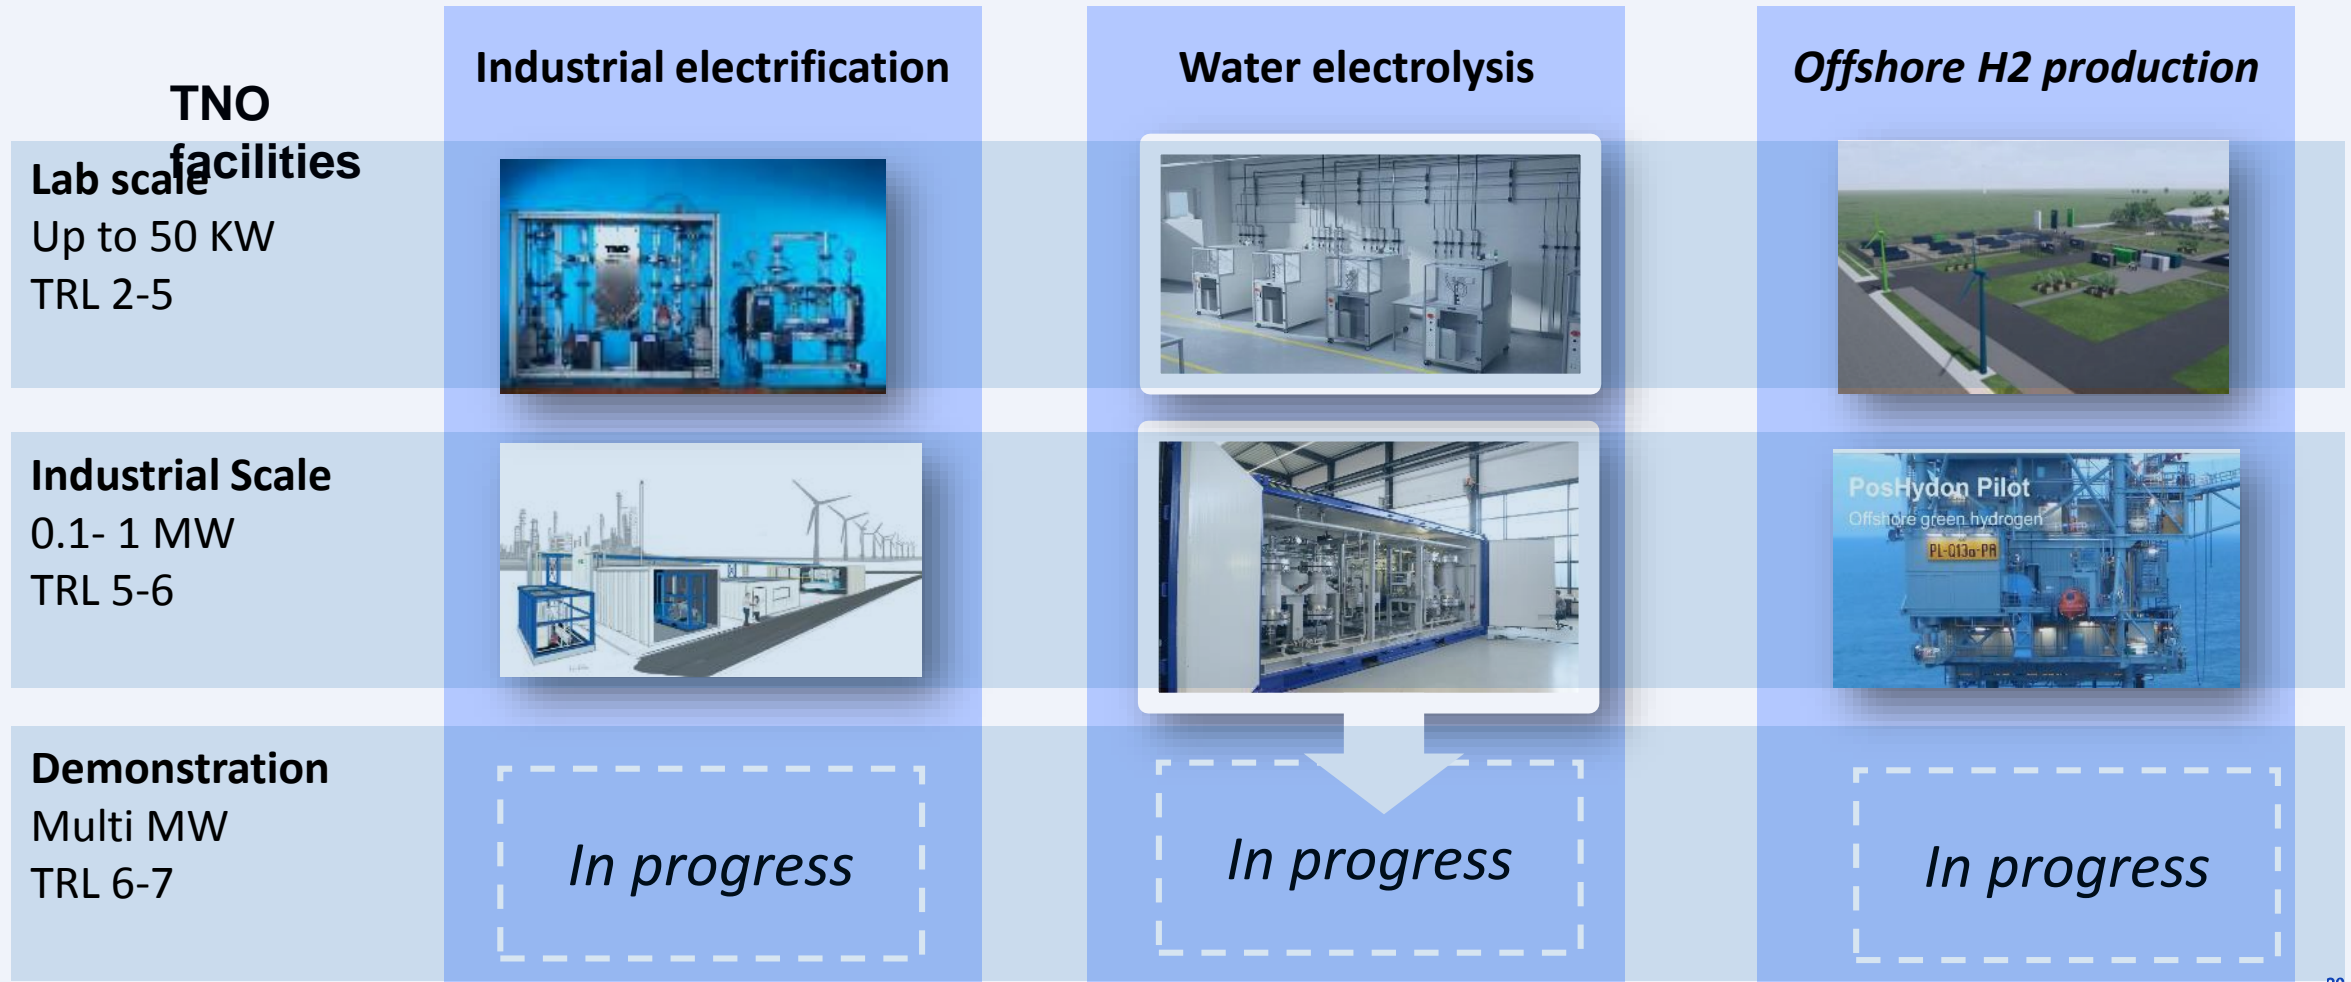 TNO
facilities
Industrial electrification
Water electrolysis
Offshore H2 production
Lab scale
Up to 50 KW
TRL 2-5
TNO
Industrial Scale
0.1- 1 MW
TRL 5-6
PosHydon Pilot
Offshore green hydrogen
PL-Q13a-PA
Demonstration
Multi MW
TRL 6-7
In progress
In progress
In progress